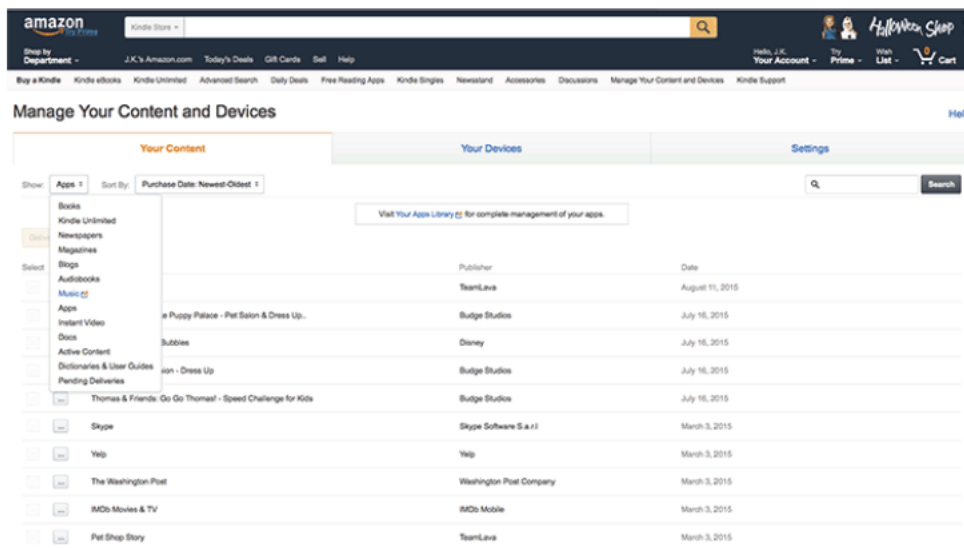 amazon
Try Prime
Kindle Store
Halloween Shop
Shop by
Department
J.K.'s Amazon.com Today's Deals Gift Cards Sell Help
Hello, J.K.
Your Account
Try
Prime
Wish
List
0
Cart
Buy a Kindle Kindle eBooks Kindle Unlimited Advanced Search Daily Deals Free Reading Apps Kindle Singles Newsstand Accessories Discussions Manage Your Content and Devices Kindle Support
Manage Your Content and Devices
Hel
Your Content Your Devices Settings
Show: Apps Sort By: Purchase Date: Newest-Oldest Search
Visit Your Apps Library for complete management of your apps.
Books
Kindle Unlimited
Newspapers
Magazines
Blogs
Audiobooks
Music
Apps
Instant Video
Docs
Active Content
Dictionaries & User Guides
Pending Deliveries
Select Publisher Date
TeamLava August 11, 2015
Puppy Palace - Pet Salon & Dress Up.. Budge Studios July 16, 2015
Bubbles Disney July 16, 2015
- Dress Up Budge Studios July 16, 2015
... Thomas & Friends: Go Go Thomas! - Speed Challenge for Kids Budge Studios July 16, 2015
... Skype Skype Software S.a.r.l March 3, 2015
... Yelp Yelp March 3, 2015
... The Washington Post Washington Post Company March 3, 2015
... IMDb Movies & TV IMDb Mobile March 3, 2015
... Pet Shop Story TeamLava March 3, 2015